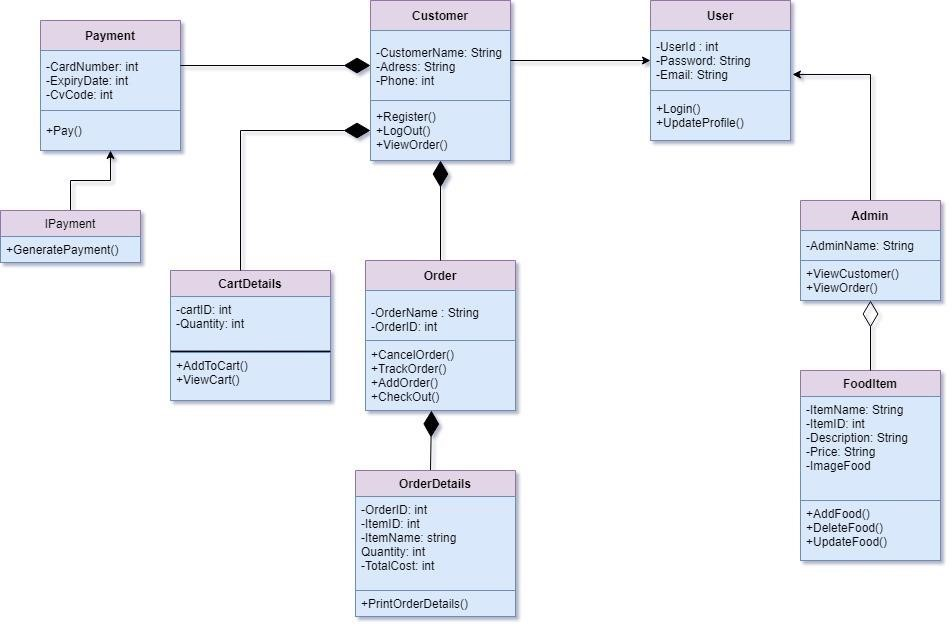 Payment
-CardNumber: int
-ExpiryDate: int
-CvCode: int
+Pay()
IPayment
+GeneratePayment()
Customer
-CustomerName: String
-Adress: String
-Phone: int
+Register()
+LogOut()
+ViewOrder()
User
-UserId : int
-Password: String
-Email: String
+Login()
+UpdateProfile()
Admin
-AdminName: String
+ViewCustomer()
+ViewOrder()
CartDetails
-cartID: int
-Quantity: int
+AddToCart()
+ViewCart()
Order
-OrderName : String
-OrderID: int
+CancelOrder()
+TrackOrder()
+AddOrder()
+CheckOut()
FoodItem
-ItemName: String
-ItemID: int
-Description: String
-Price: String
-ImageFood
+AddFood()
+DeleteFood()
+UpdateFood()
OrderDetails
-OrderID: int
-ItemID: int
-ItemName: string
Quantity: int
-TotalCost: int
+PrintOrderDetails()